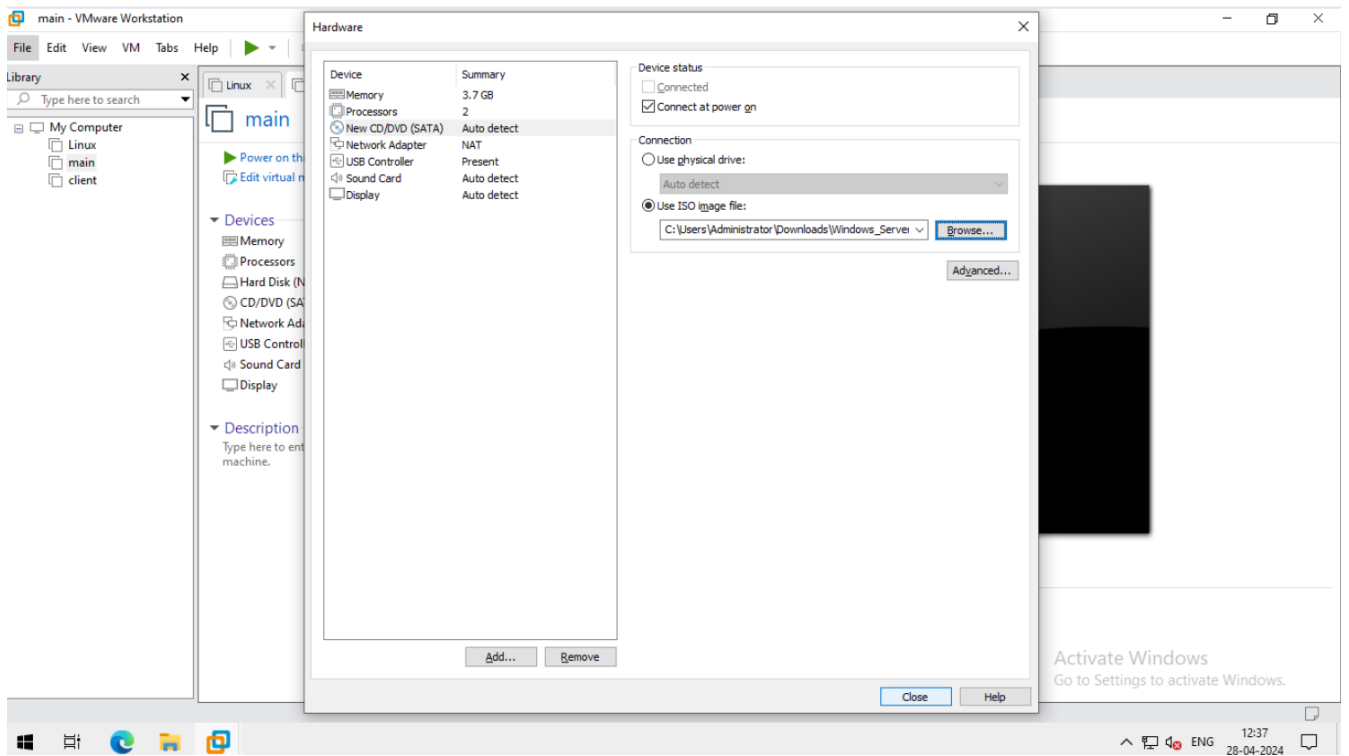 main - VMware Workstation
File Edit View VM Tabs Help
Library
Type here to search
My Computer
Linux
main
client
Linux
main
Power on th
Edit virtual m
Devices
Memory
Processors
Hard Disk (N
CD/DVD (SA
Network Ada
USB Controll
Sound Card
Display
Description
Type here to ent
machine.
Hardware
Device Summary
Memory 3.7 GB
Processors 2
New CD/DVD (SATA) Auto detect
Network Adapter NAT
USB Controller Present
Sound Card Auto detect
Display Auto detect
Add... Remove
Device status
Connected
Connect at power on
Connection
Use physical drive:
Auto detect
Use ISO image file:
C:\Users\Administrator\Downloads\Windows_Server
Browse...
Advanced...
Close Help
Activate Windows
Go to Settings to activate Windows.
ENG
12:37
28-04-2024